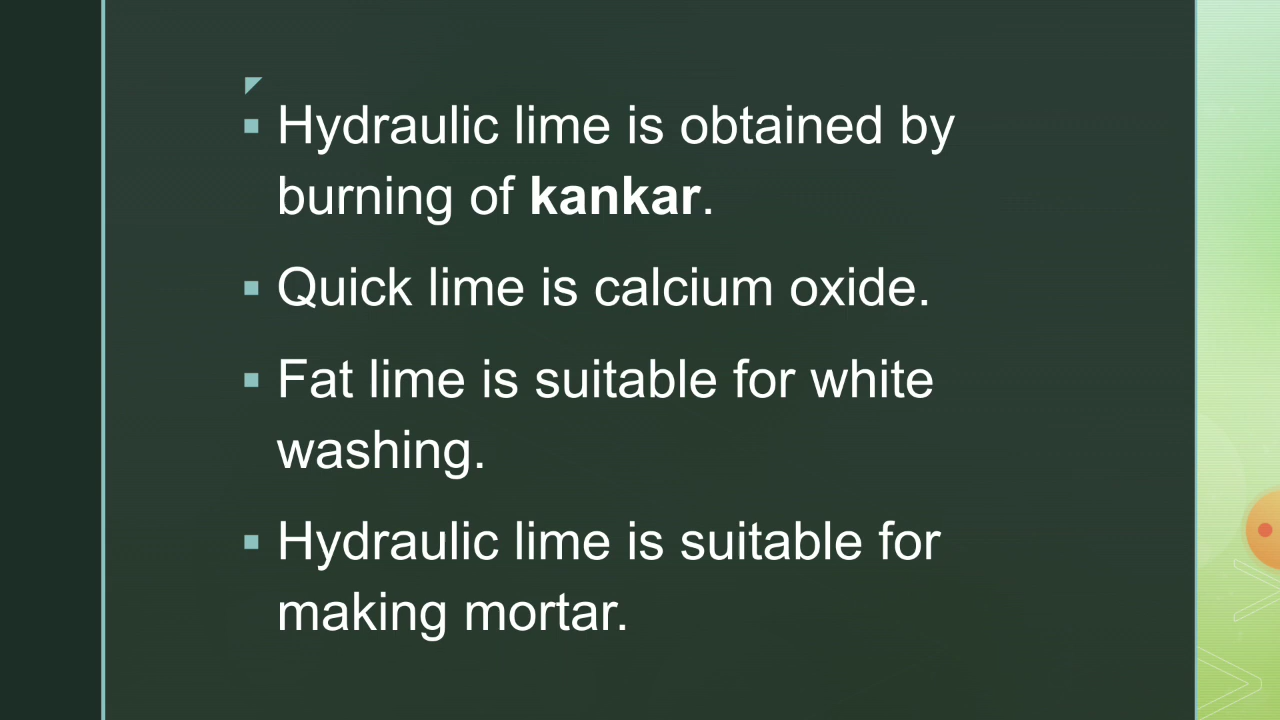 Hydraulic lime is obtained by
burning of kankar.
Quick lime is calcium oxide.
Fat lime is suitable for white
washing.
Hydraulic lime is suitable for
making mortar.